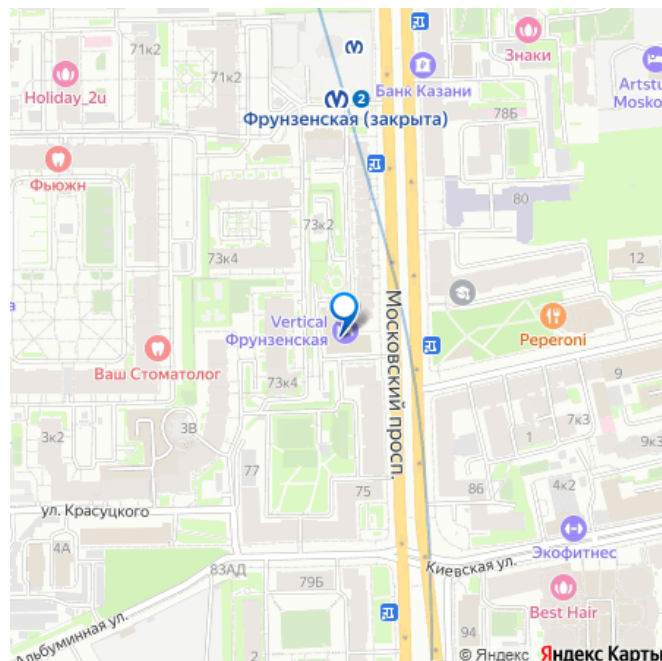 71к2
71к2
Holiday_2u
Знаки
Банк Казани
78Б
Artstu
Mosko
2
Фрунзенская (закрыта)
Фьюжн
80
73к2
73к4
12
а
Vertical
Фрунзенская
Московский просп.
Peperoni
Ваш Стоматолог
73к4
9
7к3
3к2
3В
1
9к3
77
75
86
4к2
ул. Красуцкого
4А
Экофитнес
83АД
Киевская ул.
79Б
Best Hair
Альбуминная ул.
2
94
© Яндекс Яндекс Карты